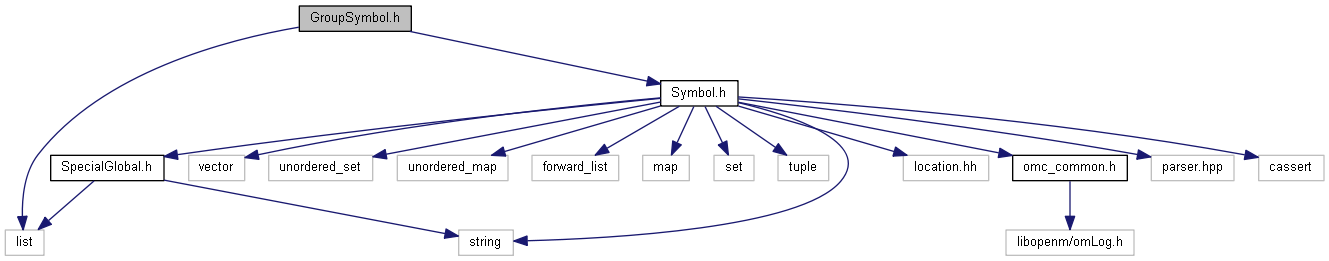 GroupSymbol.h
Symbol.h
SpecialGlobal.h
vector
unordered_set
unordered_map
forward_list
map
set
tuple
location.hh
omc_common.h
parser.hpp
cassert
list
string
libopenm/omLog.h